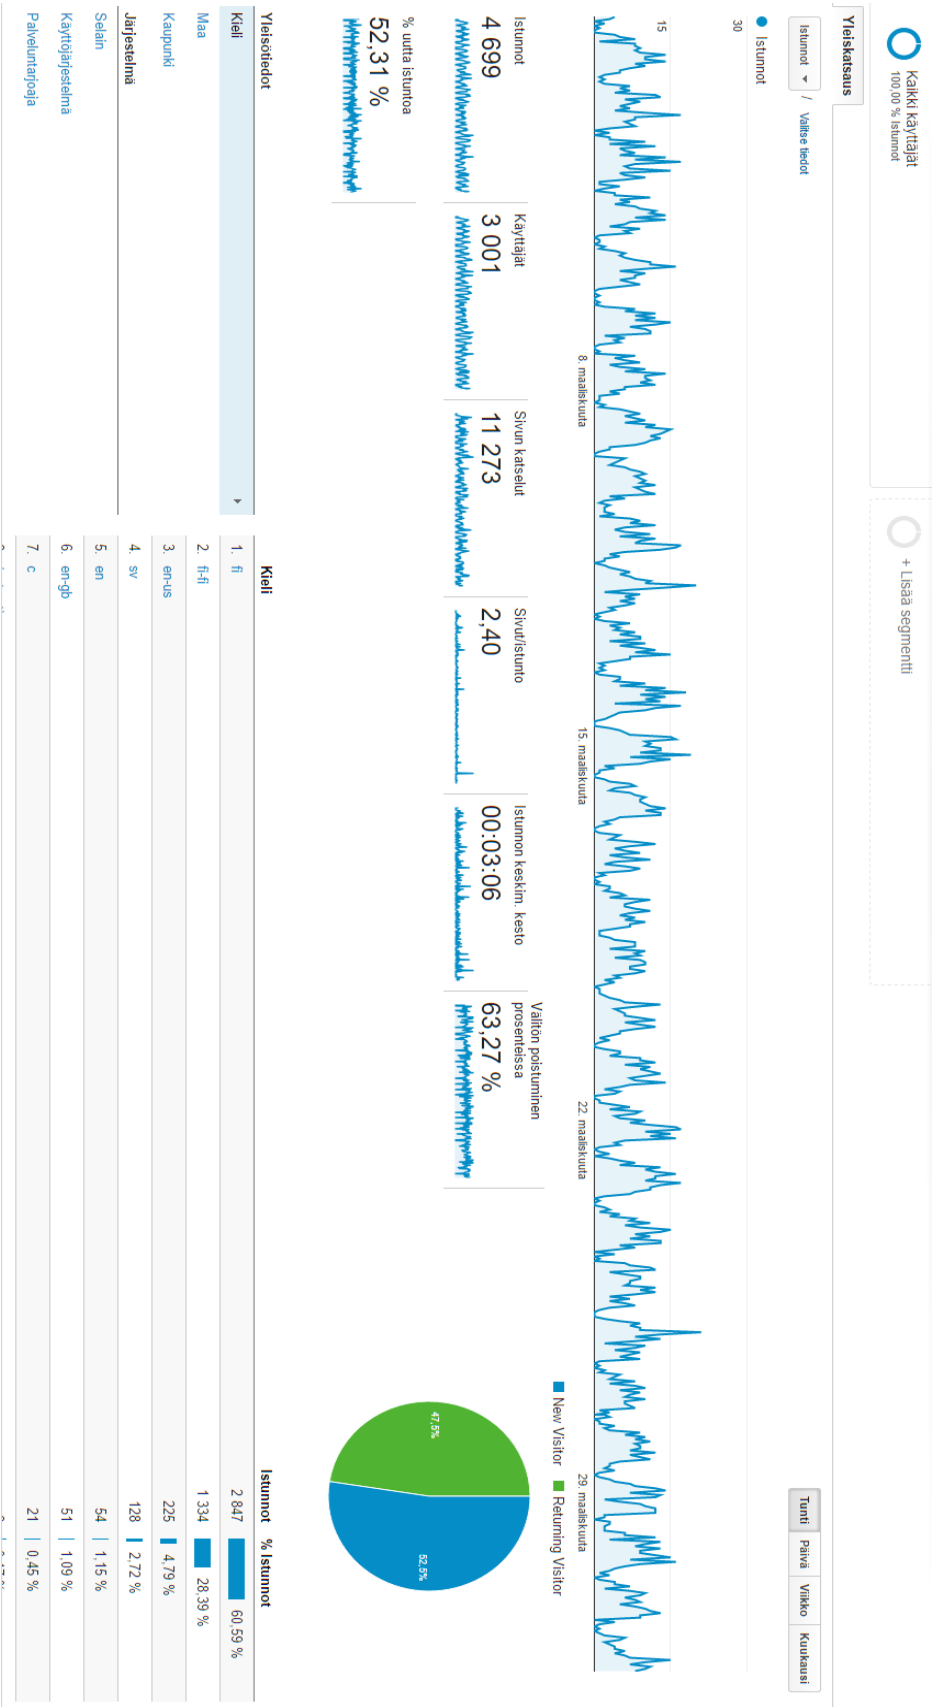 Kaikki käyttäjät
100,00 % Istunnot
+ Lisää segmentti
Yleiskatsaus
Istunnot / Valitse tiedot
Tunti Päivä Viikko Kuukausi
Istunnot
30
15
8. maaliskuuta 15. maaliskuuta 22. maaliskuuta 29. maaliskuuta
New Visitor Returning Visitor
Istunnot
4 699
Käyttäjät
3 001
Sivun katselut
11 273
Sivut/istunto
2,40
Istunnon keskim. kesto
00:03:06
Välitön poistuminen
prosenteissa
63,27 %
% uutta istuntoa
52,31 %
47,5%
52,5%
Yleisötiedot
Kieli
Maa
Kaupunki
Järjestelmä
Selain
Käyttöjärjestelmä
Palveluntarjoaja
Kieli Istunnot % Istunnot
1. fi 2 847 60,59 %
2. fi-fi 1 334 28,39 %
3. en-us 225 4,79 %
4. sv 128 2,72 %
5. en 54 1,15 %
6. en-gb 51 1,09 %
7. c 21 0,45 %